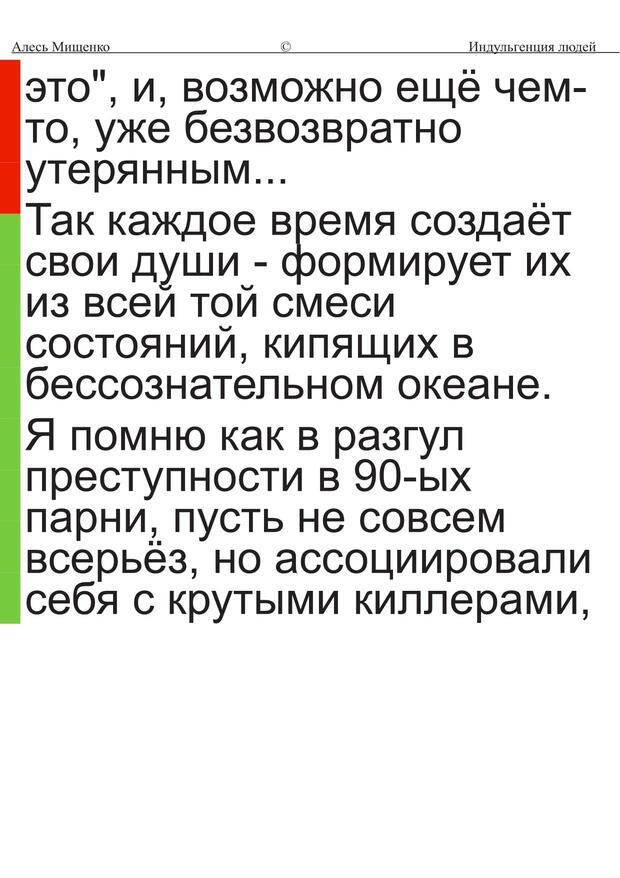 Алесь Мищенко © Индульгенция людей
это", и, возможно ещё чем-
то, уже безвозвратно
утерянным...
Так каждое время создаёт
свои души - формирует их
из всей той смеси
состояний, кипящих в
бессознательном океане.
Я помню как в разгул
преступности в 90-ых
парни, пусть не совсем
всерьёз, но ассоциировали
себя с крутыми киллерами,